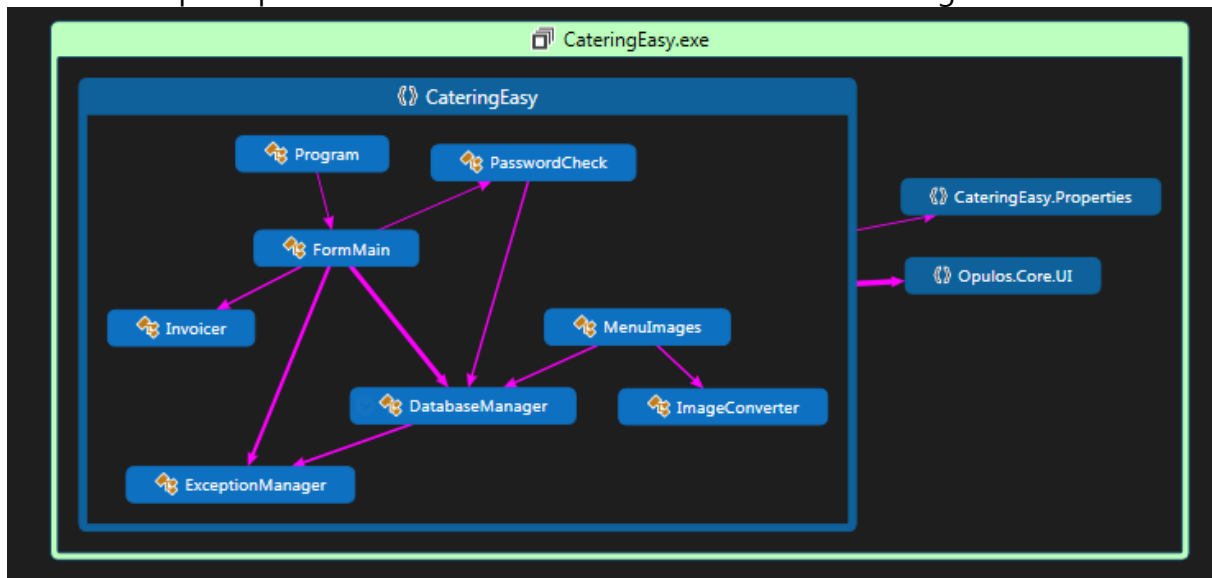 CateringEasy.exe
CateringEasy
Program
PasswordCheck
CateringEasy.Properties
FormMain
Opulos.Core.UI
Invoicer
MenuImages
DatabaseManager
ImageConverter
ExceptionManager